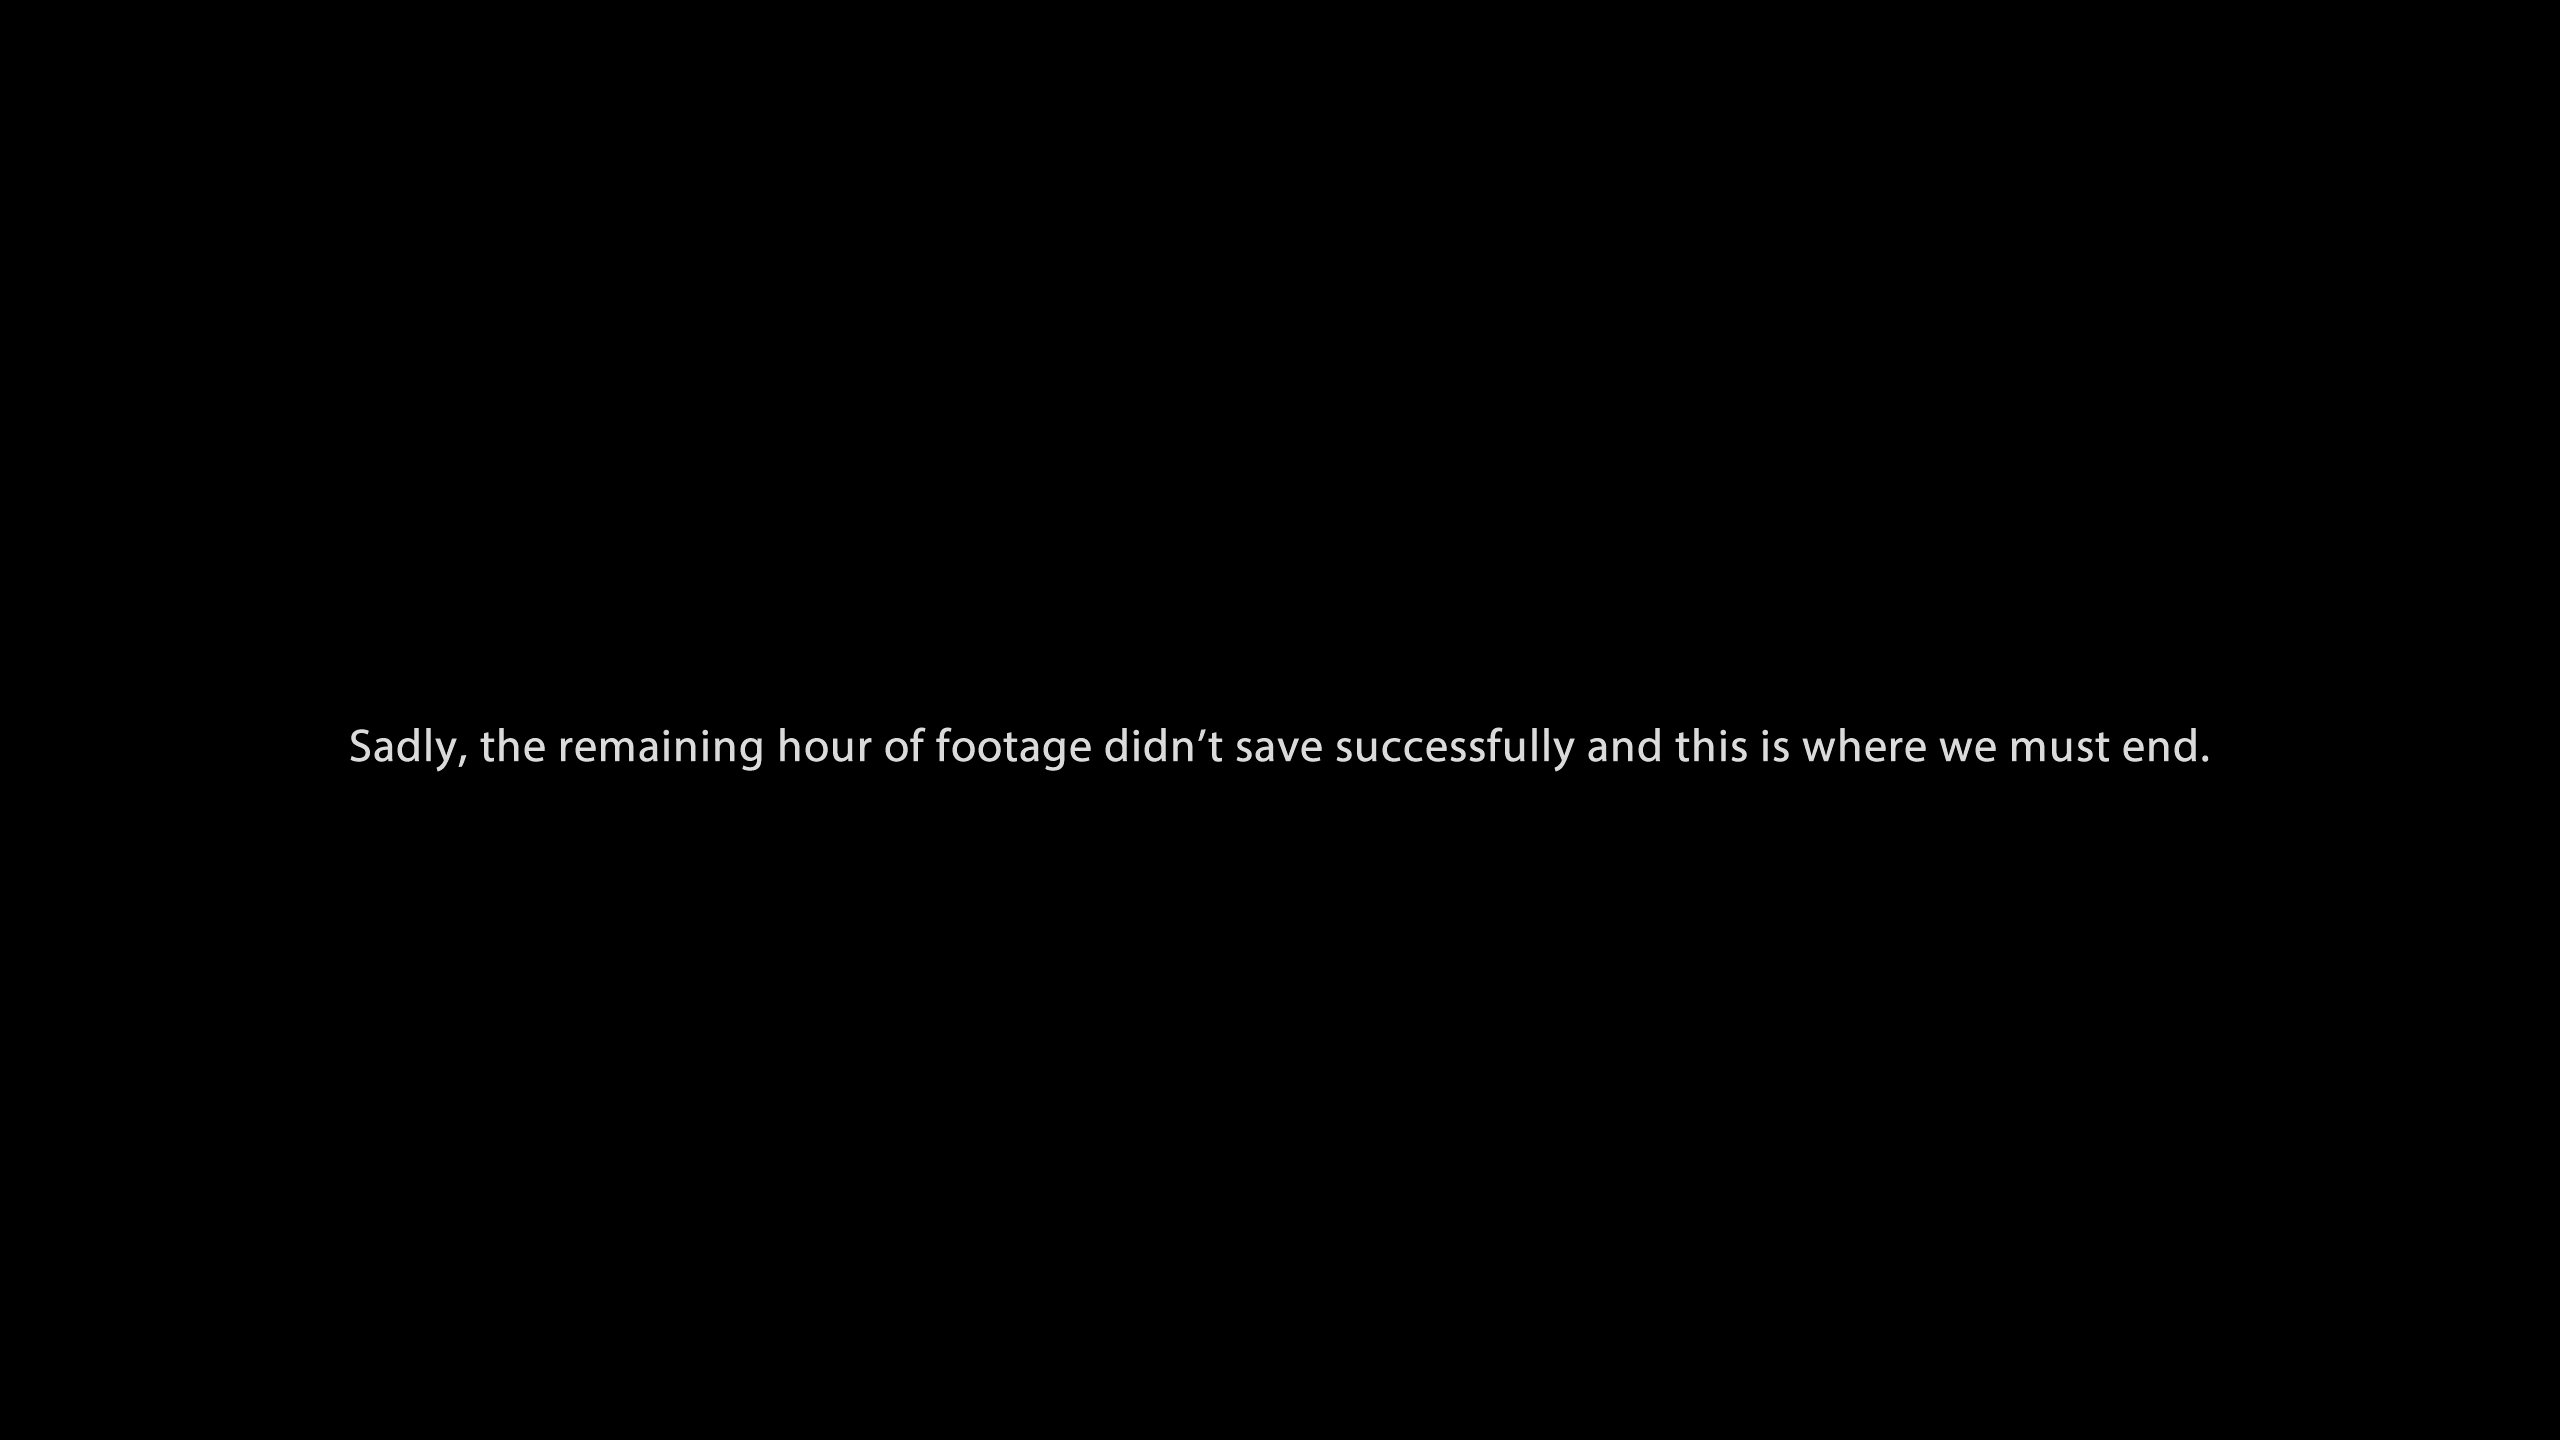 Sadly, the remaining hour of footage didn’t save successfully and this is where we must end.